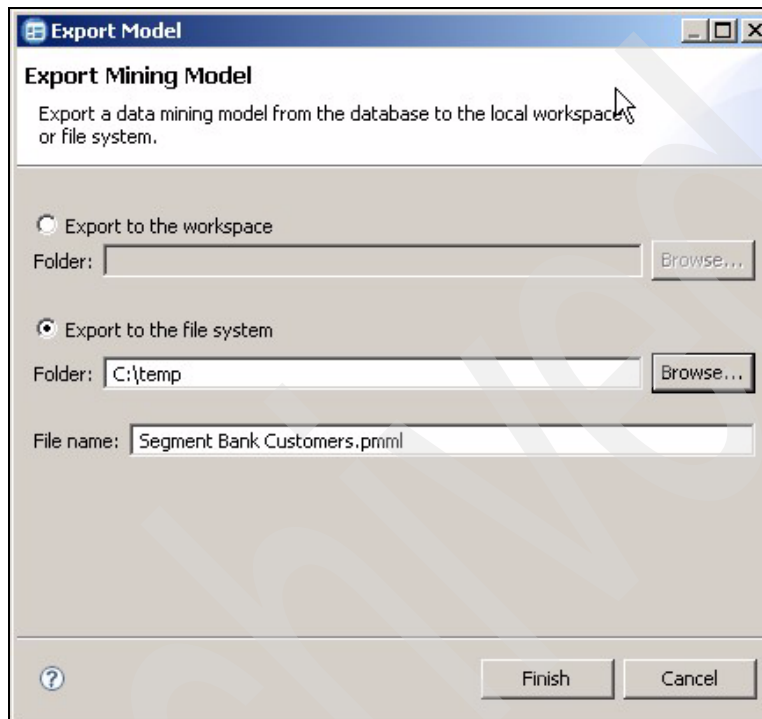 Export Model
Export Mining Model
Export a data mining model from the database to the local workspace
or file system.
Export to the workspace
Folder:
Browse...
Export to the file system
Folder: C:\temp
Browse...
File name: Segment Bank Customers.pmml
?
Finish
Cancel